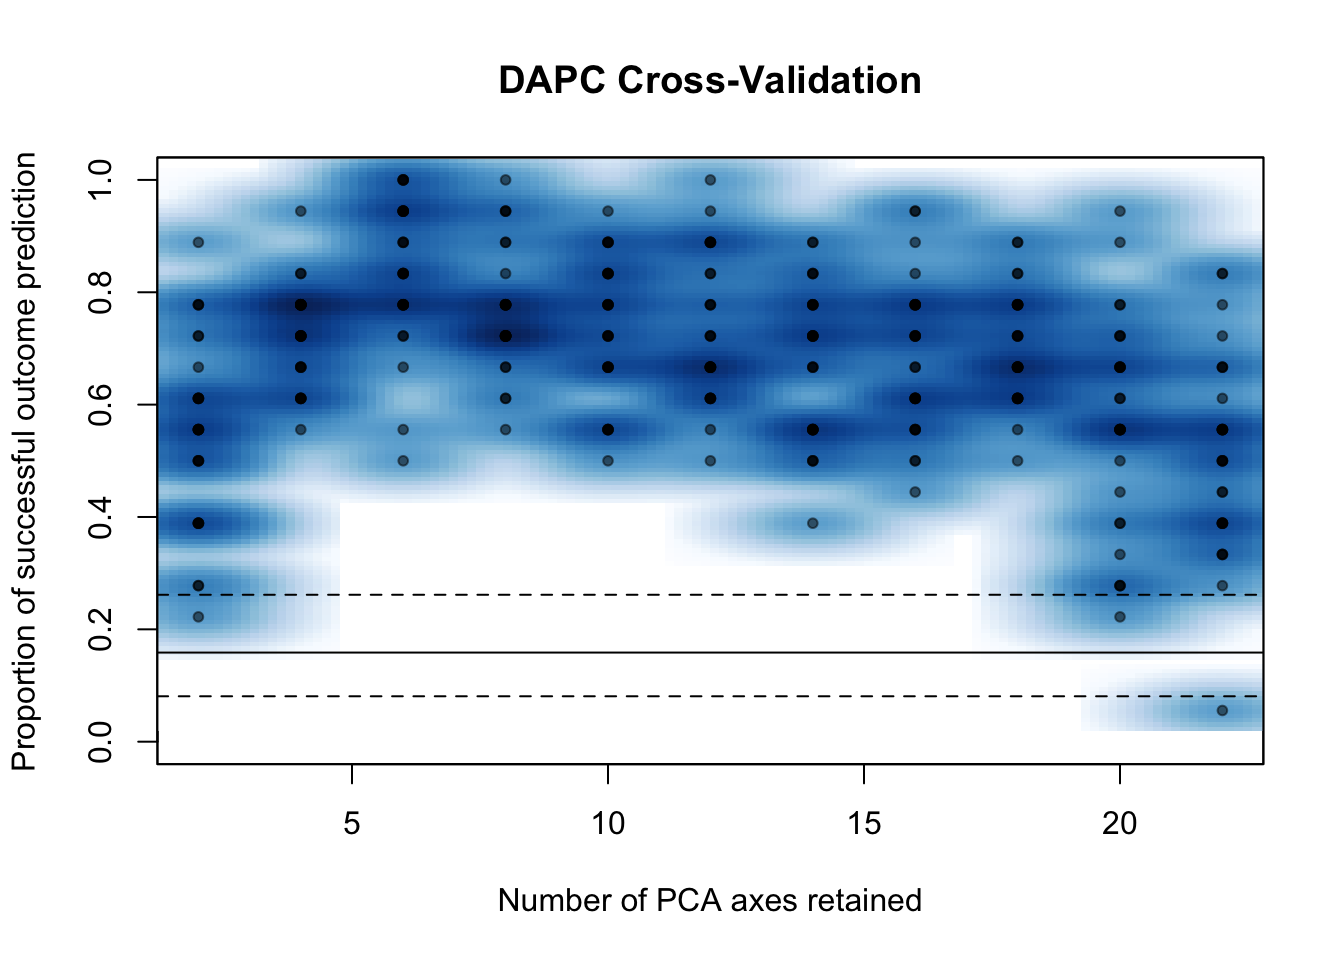 DAPC Cross-Validation
Proportion of successful outcome prediction
1.0
0.8
0.6
0.4
0.2
0.0
5 10 15 20
Number of PCA axes retained